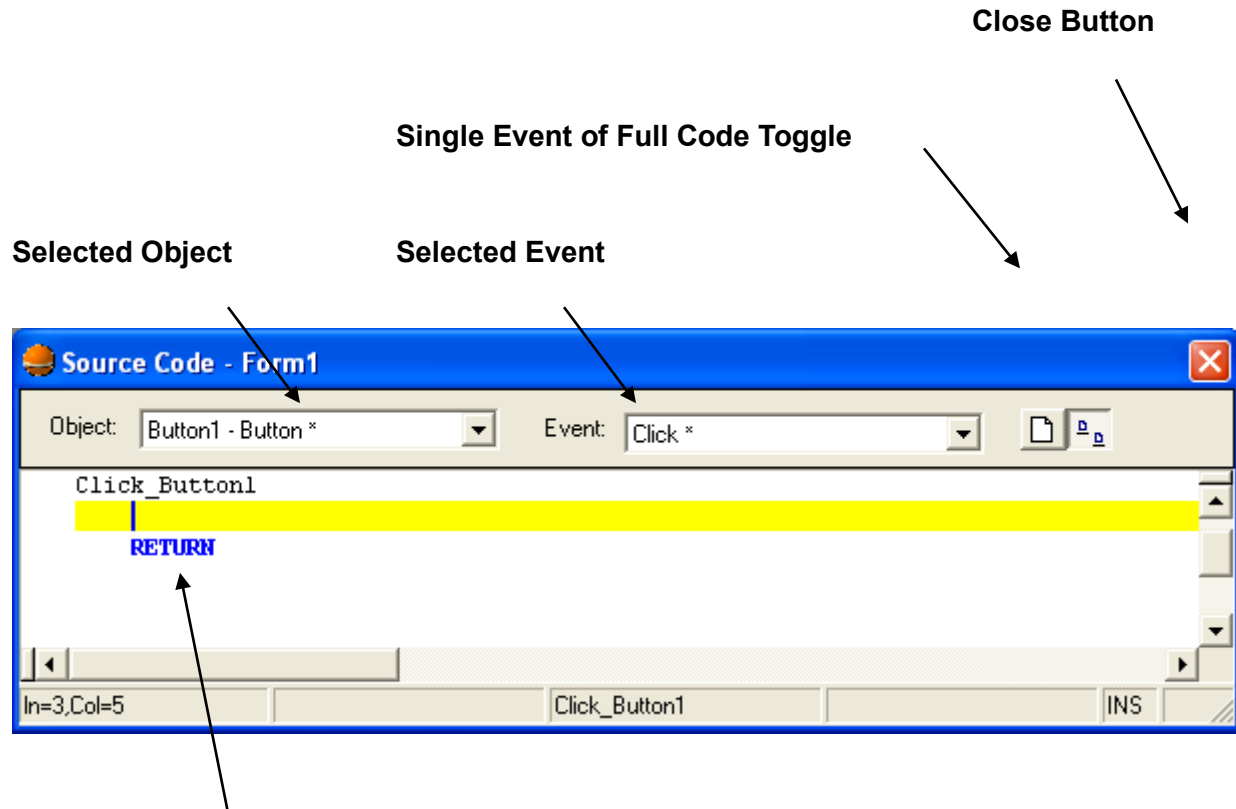 Close Button
Single Event of Full Code Toggle
Selected Object Selected Event
Source Code - Form1
Object: Button1 - Button * Event: Click *
Click_Button1
RETURN
ln=3,Col=5 Click_Button1 INS